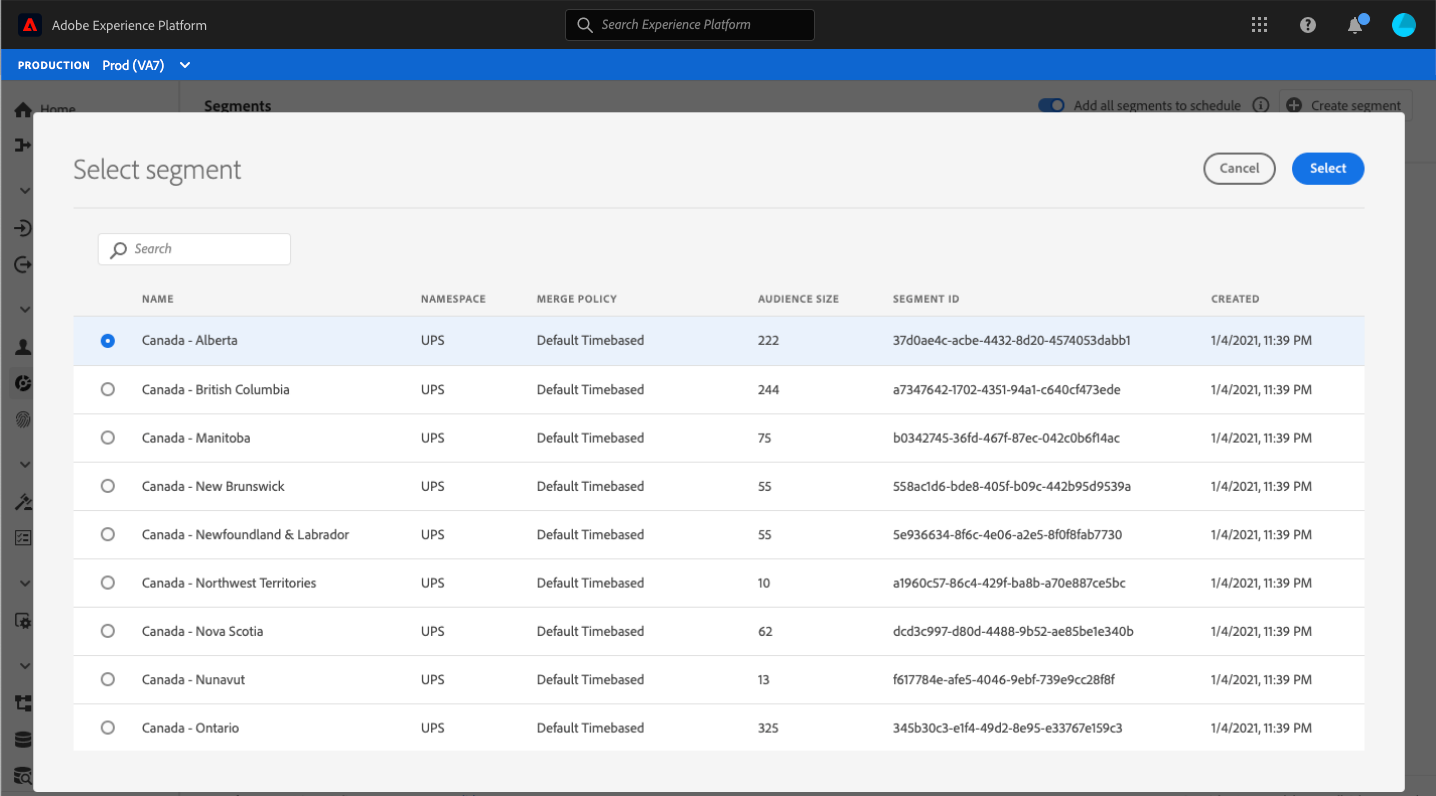 Adobe Experience Platform
Search Experience Platform
PRODUCTION Prod (VA7)
Home
Segments
Add all segments to schedule
Create segment
Select segment
Cancel
Select
Search
NAME NAMESPACE MERGE POLICY AUDIENCE SIZE SEGMENT ID CREATED
Canada - Alberta UPS Default Timebased 222 37d0ae4c-acbe-4432-8d20-4574053dabb1 1/4/2021, 11:39 PM
Canada - British Columbia UPS Default Timebased 244 a7347642-1702-4351-94a1-c640cf473ede 1/4/2021, 11:39 PM
Canada - Manitoba UPS Default Timebased 75 b0342745-36fd-467f-87ec-042c0b6f14ac 1/4/2021, 11:39 PM
Canada - New Brunswick UPS Default Timebased 55 558ac1d6-bde8-405f-b09c-442b95d9539a 1/4/2021, 11:39 PM
Canada - Newfoundland & Labrador UPS Default Timebased 55 5e936634-8f6c-4e06-a2e5-8f0f8fab7730 1/4/2021, 11:39 PM
Canada - Northwest Territories UPS Default Timebased 10 a1960c57-86c4-429f-ba8b-a70e887ce5bc 1/4/2021, 11:39 PM
Canada - Nova Scotia UPS Default Timebased 62 dcd3c997-d80d-4488-9b52-ae85be1e340b 1/4/2021, 11:39 PM
Canada - Nunavut UPS Default Timebased 13 f617784e-afe5-4046-9ebf-739e9cc28f8f 1/4/2021, 11:39 PM
Canada - Ontario UPS Default Timebased 325 345b30c3-e1f4-49d2-8e95-e33767e159c3 1/4/2021, 11:39 PM